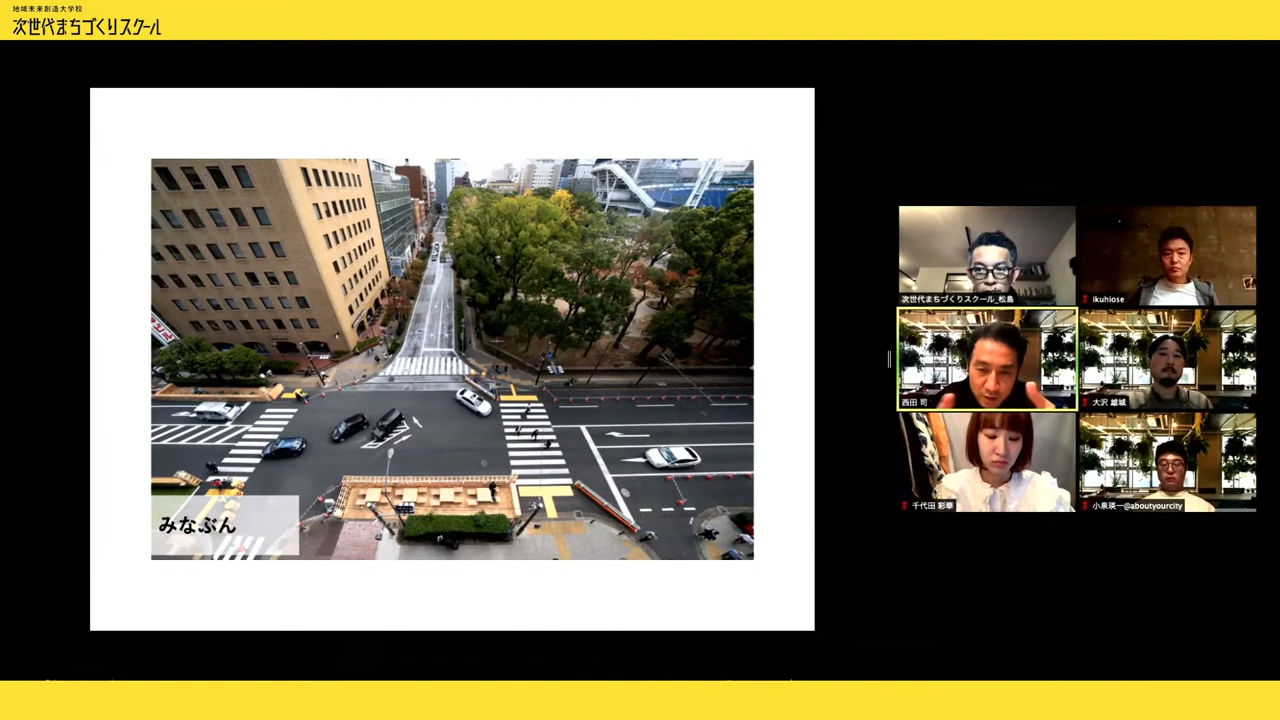 地域未来創造大学校
次世代まちづくりスクール
みなぶん
次世代まちづくりスクール_松島
ikuhiose
西田 司
大沢 雄城
千代田 彩華
小泉瑛一@aboutyourcity